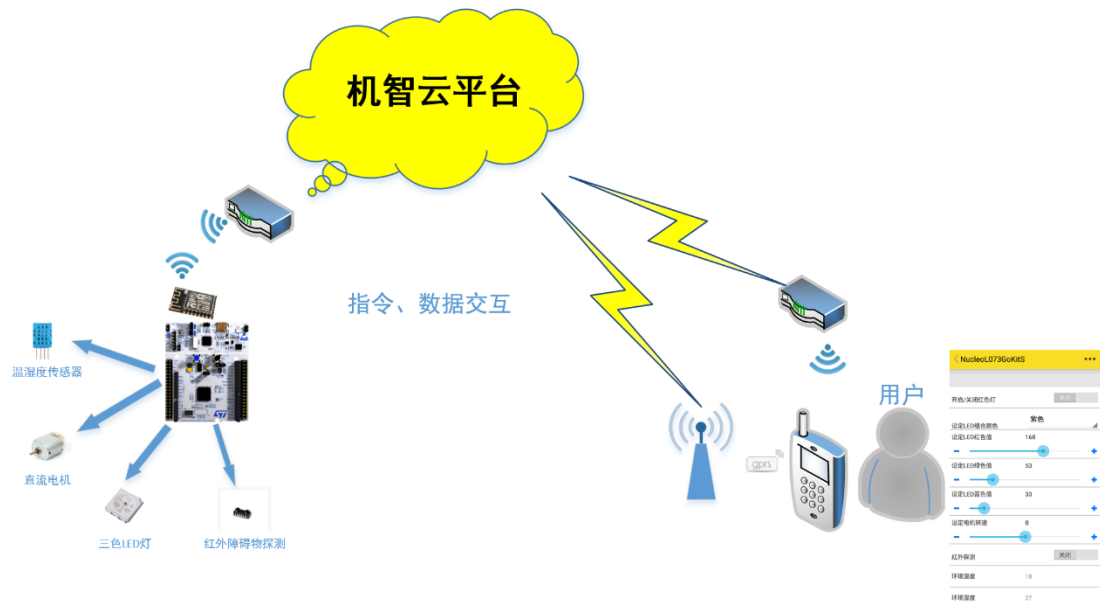 机智云平台
指令、数据交互
温湿度传感器
直流电机
三色LED灯
红外障碍物探测
gprs
用户
NucleoL073GoKitS
开启/关闭红色灯
关闭
设定LED组合颜色
紫色
设定LED红色值
168
设定LED绿色值
53
设定LED蓝色值
33
设定电机转速
0
红外探测
关闭
环境温度
18
环境湿度
27